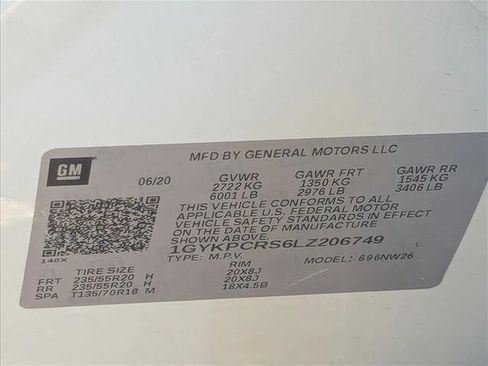 GM
MFD BY GENERAL MOTORS LLC
06/20 GVWR GAWR FRT GAWR RR
2722 KG 1350 KG 1545 KG
6001 LB 2976 LB 3406 LB
THIS VEHICLE CONFORMS TO ALL
APPLICABLE U.S. FEDERAL MOTOR
VEHICLE SAFETY STANDARDS IN EFFECT
ON THE DATE OF MANUFACTURE
SHOWN ABOVE.
1GYKPCRS6LZ206749
TYPE: M.P.V. MODEL: 696NW26
146X
TIRE SIZE RIM
FRT 235/55R20 H 20X8J
RR 235/55R20 H 20X8J
SPA T135/70R18 M 18X4.5B